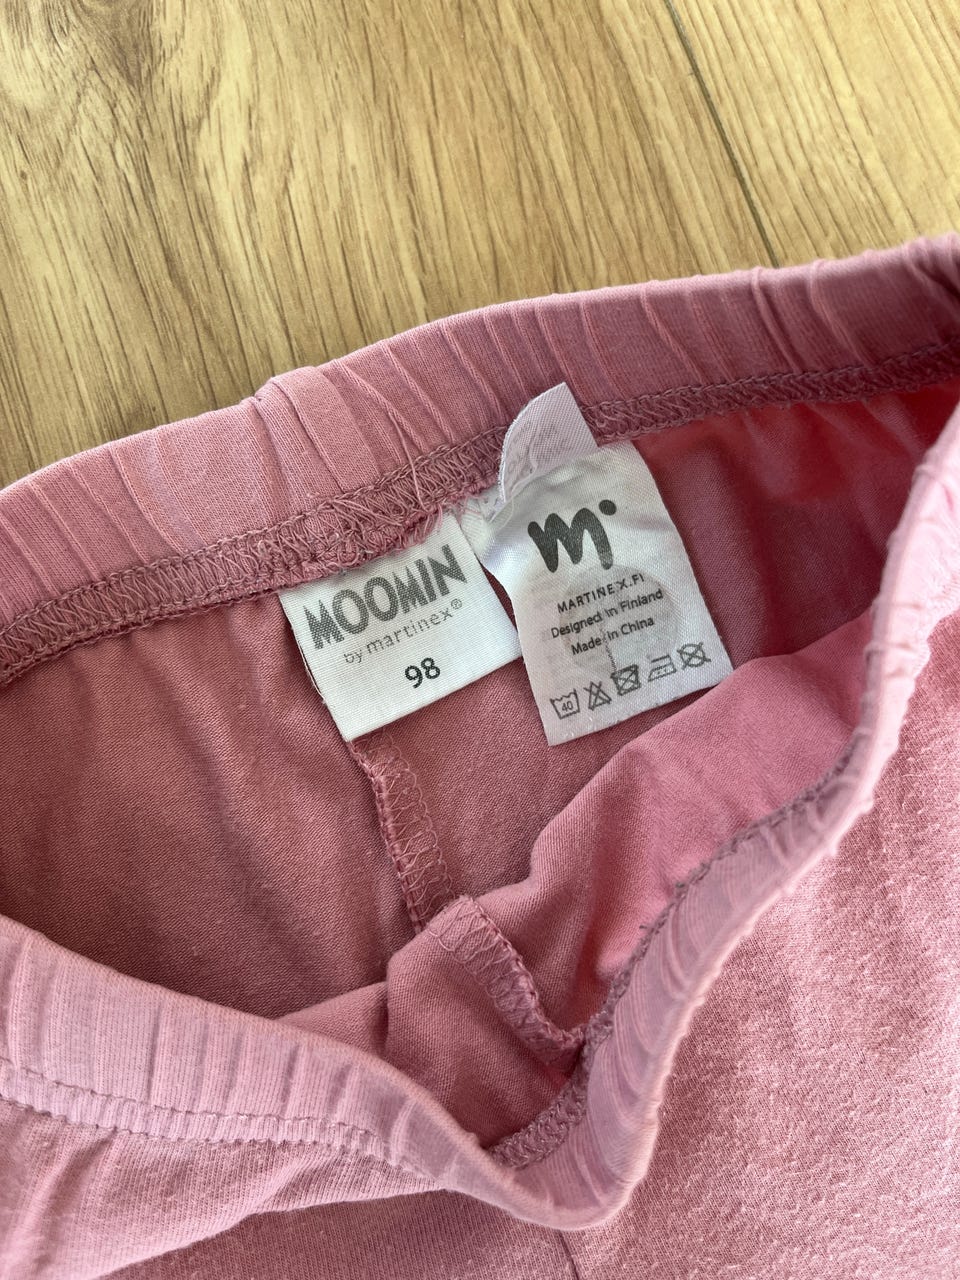 MOOMIN
by martinex®
98
m
MARTINEX.FI
Designed in Finland
Made in China
40